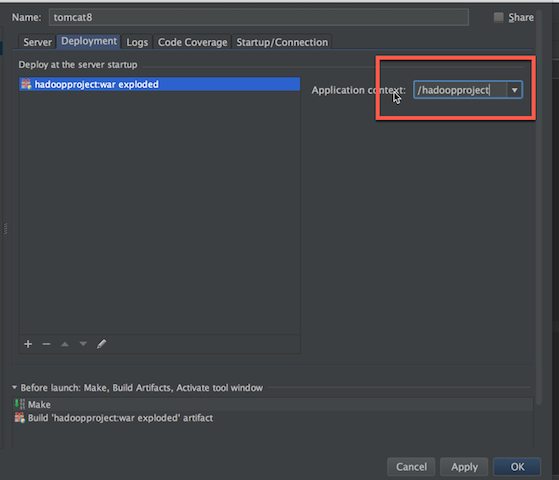 Name: tomcat8 Share
Server Deployment Logs Code Coverage Startup/Connection
Deploy at the server startup
hadoopproject:war exploded
Application context: /hadoopproject
Before launch: Make, Build Artifacts, Activate tool window
Make
Build 'hadoopproject:war exploded' artifact
Cancel Apply OK